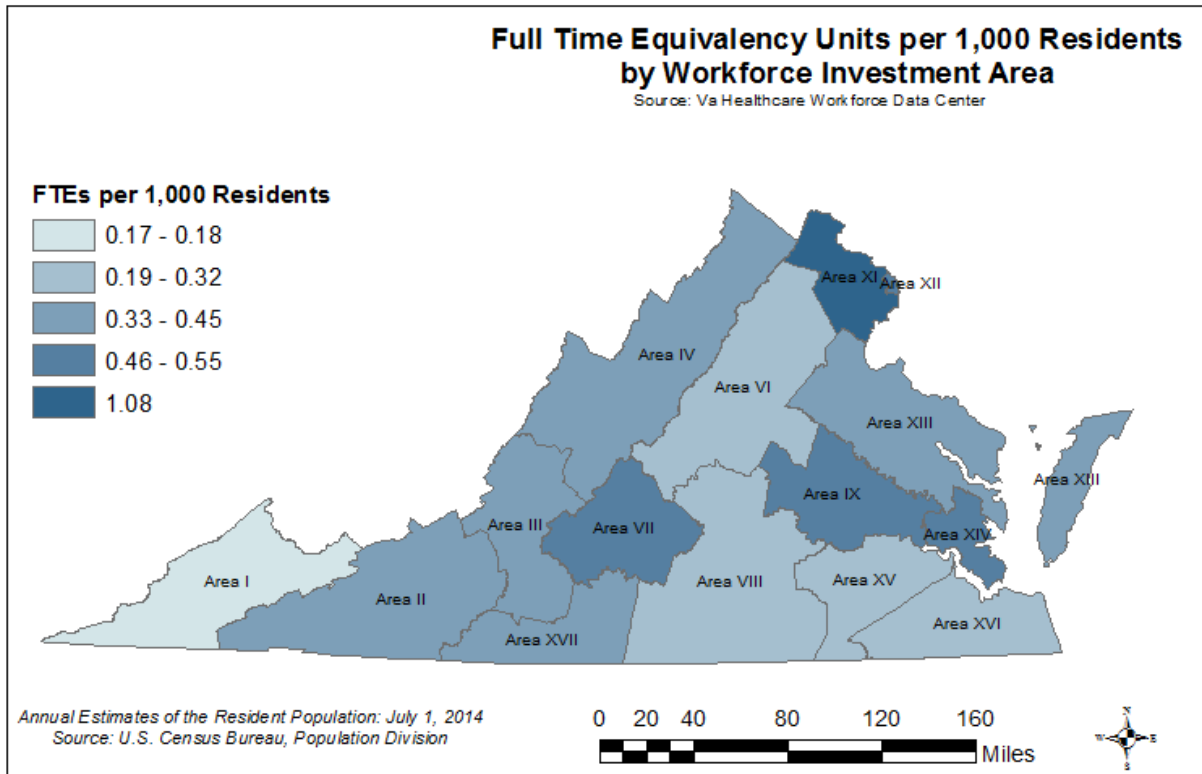 Full Time Equivalency Units per 1,000 Residents
by Workforce Investment Area
Source: Va Healthcare Workforce Data Center
FTEs per 1,000 Residents
0.17 - 0.18
0.19 - 0.32
0.33 - 0.45
0.46 - 0.55
1.08
Area XI
Area XII
Area IV
Area VI
Area XIII
Area XIII
Area IX
Area III
Area VII
Area XIV
Area I
Area II
Area VIII
Area XV
Area XVII
Area XVI
Annual Estimates of the Resident Population: July 1, 2014
Source: U.S. Census Bureau, Population Division
0 20 40 80 120 160
Miles
N
W E
S